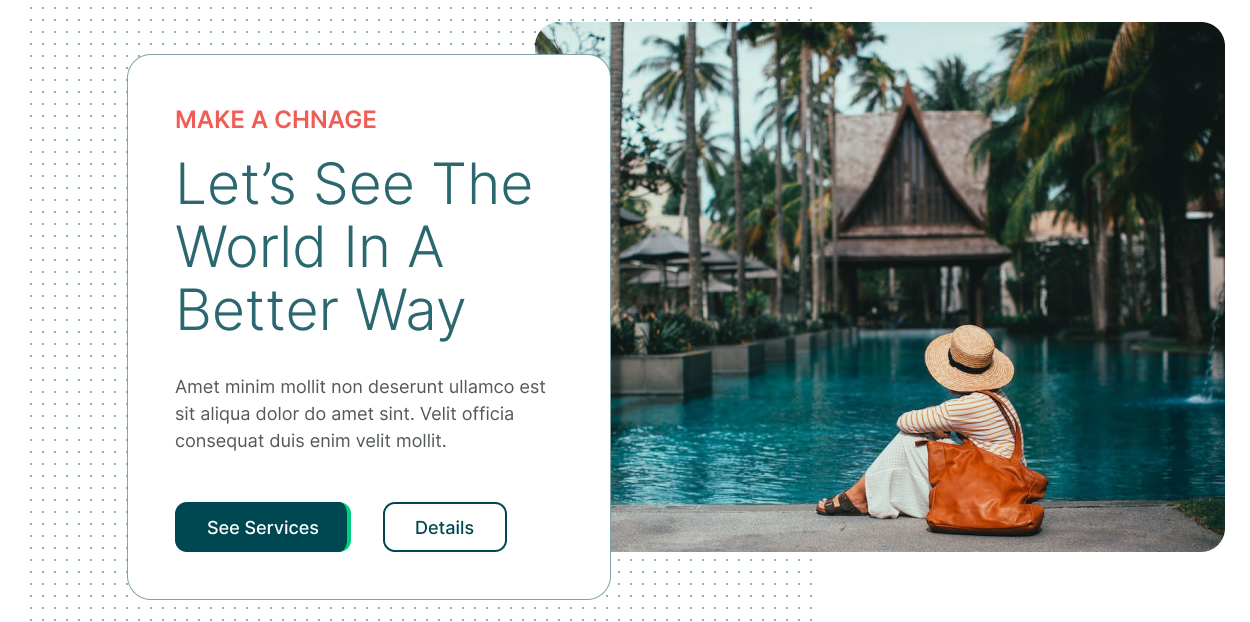 MAKE A CHNAGE
Let’s See The
World In A
Better Way
Amet minim mollit non deserunt ullamco est
sit aliqua dolor do amet sint. Velit officia
consequat duis enim velit mollit.
See Services
Details